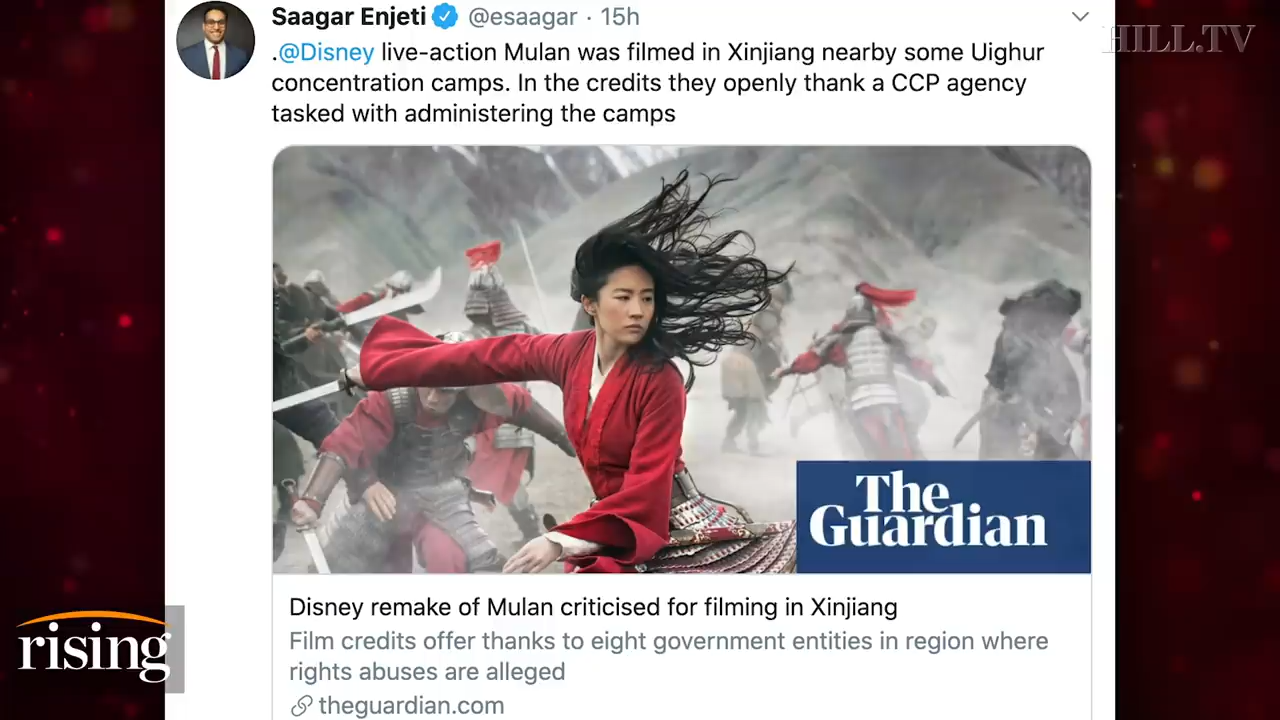 Saagar Enjeti @esaagar · 15h
HILL.TV
.@Disney live-action Mulan was filmed in Xinjiang nearby some Uighur
concentration camps. In the credits they openly thank a CCP agency
tasked with administering the camps
The
Guardian
Disney remake of Mulan criticised for filming in Xinjiang
Film credits offer thanks to eight government entities in region where
rights abuses are alleged
theguardian.com
rising